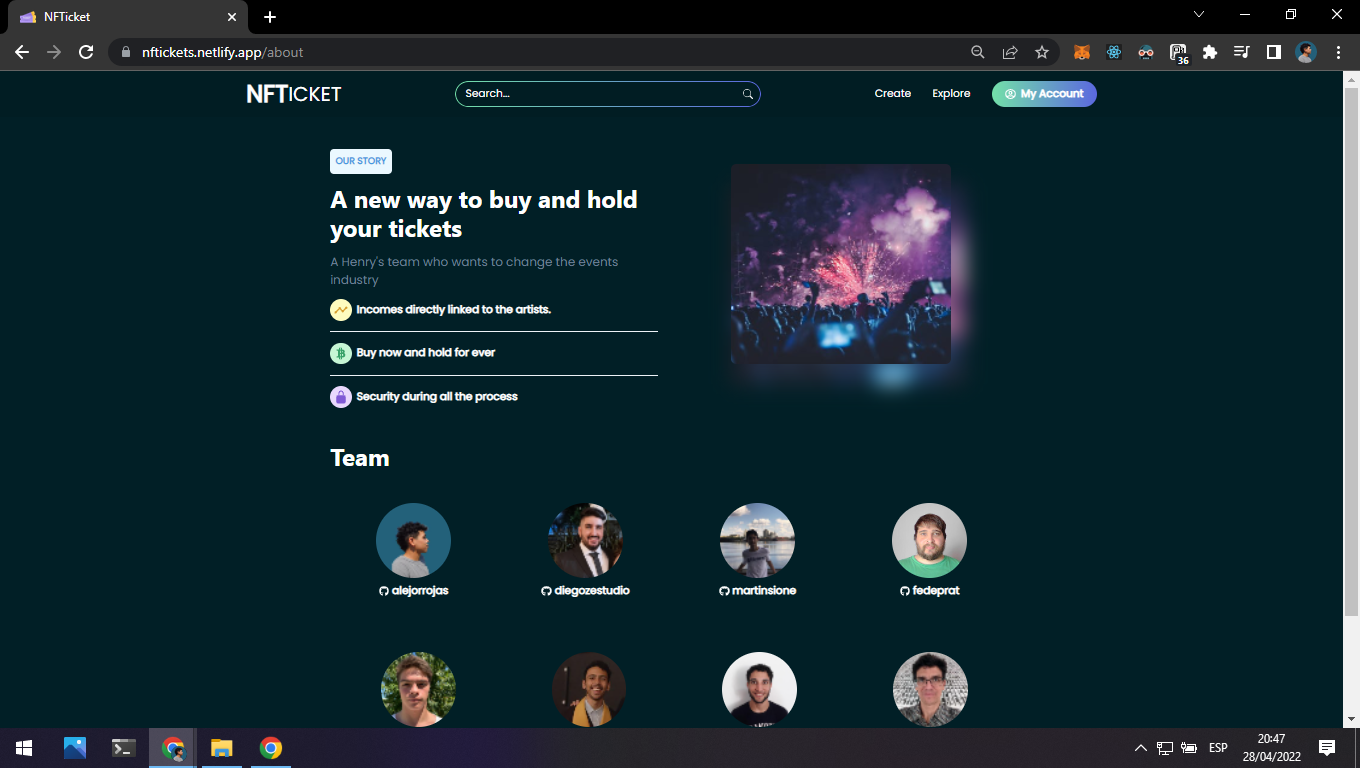 NFTicket
nftickets.netlify.app/about
36
NFTICKET
Search...
Create
Explore
My Account
OUR STORY
A new way to buy and hold
your tickets
A Henry's team who wants to change the events
industry
Incomes directly linked to the artists.
Buy now and hold for ever
Security during all the process
Team
alejorrojas
diegozestudio
martinsione
fedeprat
ESP
20:47
28/04/2022